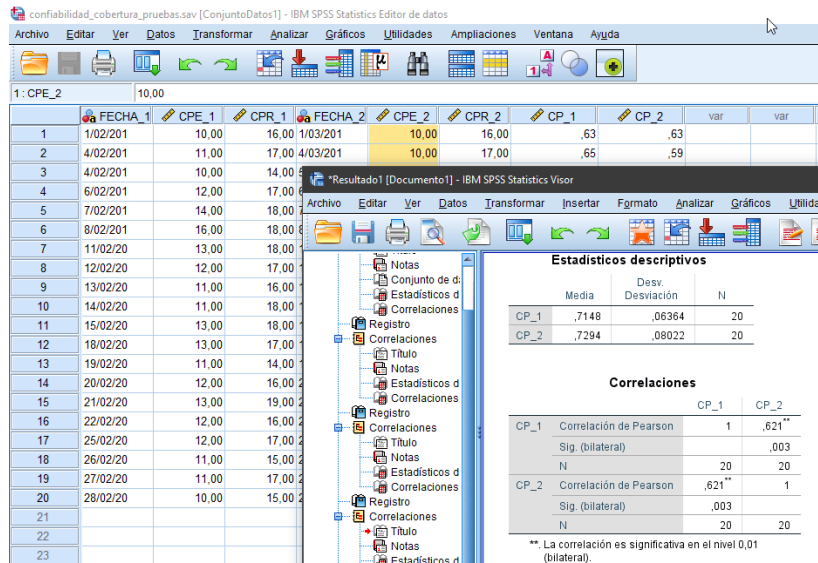 confiabilidad_cobertura_pruebas.sav [ConjuntoDatos1] - IBM SPSS Statistics Editor de datos
Archivo Editar Ver Datos Transformar Analizar Gráficos Utilidades Ampliaciones Ventana Ayuda
1 : CPE_2 10,00
FECHA_1 CPE_1 CPR_1 FECHA_2 CPE_2 CPR_2 CP_1 CP_2 var var
1 1/02/201 10,00 16,00 1/03/201 10,00 16,00 ,63 ,63
2 4/02/201 11,00 17,00 4/03/201 10,00 17,00 ,65 ,59
3 4/02/201 10,00 14,00
4 6/02/201 12,00 17,00
5 7/02/201 14,00 18,00
6 8/02/201 16,00 18,00
7 11/02/20 13,00 18,00
8 12/02/20 12,00 17,00
9 13/02/20 11,00 16,00
10 14/02/20 11,00 18,00
11 15/02/20 13,00 18,00
12 18/02/20 13,00 17,00
13 19/02/20 11,00 14,00
14 20/02/20 12,00 16,00
15 21/02/20 13,00 19,00
16 22/02/20 12,00 16,00
17 25/02/20 12,00 17,00
18 26/02/20 11,00 15,00
19 27/02/20 11,00 17,00
20 28/02/20 10,00 15,00
21
22
23
*Resultado1 [Documento1] - IBM SPSS Statistics Visor
Archivo Editar Ver Datos Transformar Insertar Formato Analizar Gráficos Utilida
Notas
Conjunto de d
Estadísticos d
Correlaciones
Registro
Correlaciones
Título
Notas
Estadísticos d
Correlaciones
Registro
Correlaciones
Título
Notas
Estadísticos d
Correlaciones
Registro
Correlaciones
Título
Notas
Estadísticos d
Estadísticos descriptivos
Media Desv. Desviación N
CP_1 ,7148 ,06364 20
CP_2 ,7294 ,08022 20
Correlaciones
CP_1 CP_2
CP_1 Correlación de Pearson 1 ,621**
Sig. (bilateral) ,003
N 20 20
CP_2 Correlación de Pearson ,621** 1
Sig. (bilateral) ,003
N 20 20
**. La correlación es significativa en el nivel 0,01
(bilateral).